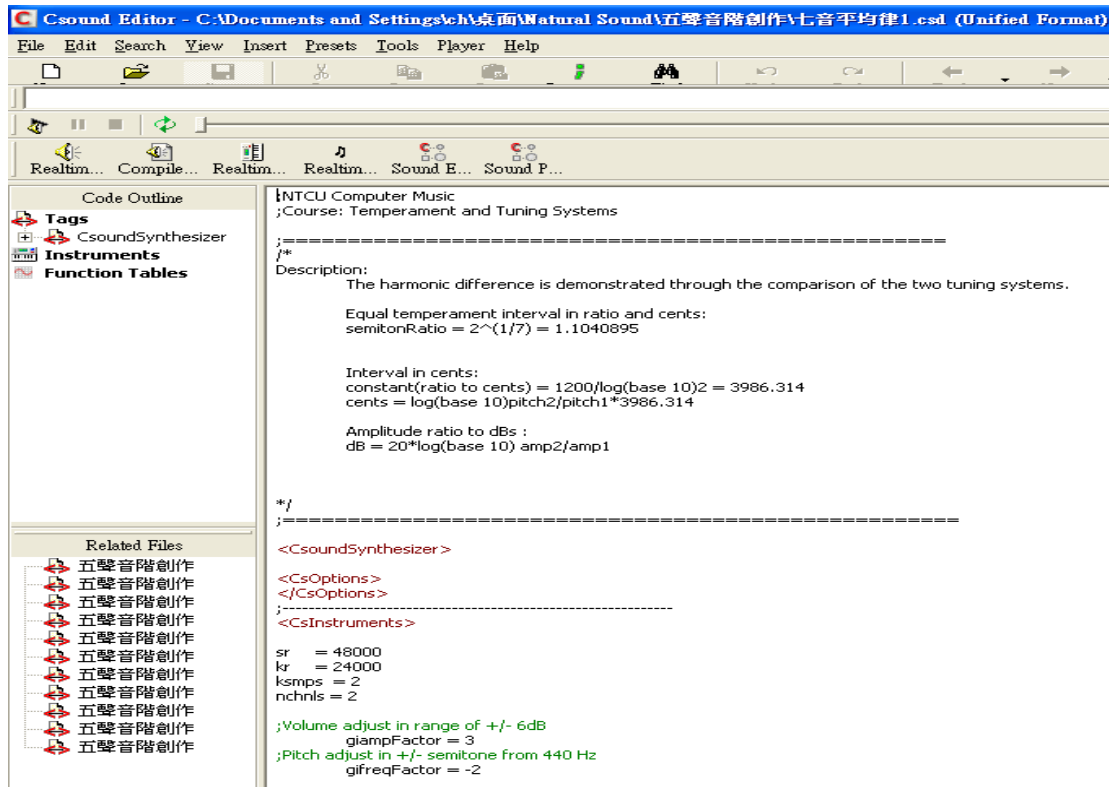 Csound Editor - C:\Documents and Settings\ch\桌面\Natural Sound\五聲音階創作\七音平均律1.csd (Unified Format)
File Edit Search View Insert Presets Tools Player Help
Realtim... Compile... Realtim... Realtim... Sound E... Sound P...
Code Outline
Tags
CsoundSynthesizer
Instruments
Function Tables
Related Files
五聲音階創作
五聲音階創作
五聲音階創作
五聲音階創作
五聲音階創作
五聲音階創作
五聲音階創作
五聲音階創作
五聲音階創作
五聲音階創作
五聲音階創作
NTCU Computer Music
;Course: Temperament and Tuning Systems
;====================================================
/*
Description:
The harmonic difference is demonstrated through the comparison of the two tuning systems.
Equal temperament interval in ratio and cents:
semitonRatio = 2^(1/7) = 1.1040895
Interval in cents:
constant(ratio to cents) = 1200/log(base 10)2 = 3986.314
cents = log(base 10)pitch2/pitch1*3986.314
Amplitude ratio to dBs :
dB = 20*log(base 10) amp2/amp1
*/
;=====================================================
<CsoundSynthesizer>
<CsOptions>
</CsOptions>
;------------------------------------------------------------
<CsInstruments>
sr = 48000
kr = 24000
ksmps = 2
nchnls = 2
;Volume adjust in range of +/- 6dB
giampFactor = 3
;Pitch adjust in +/- semitone from 440 Hz
gifreqFactor = -2